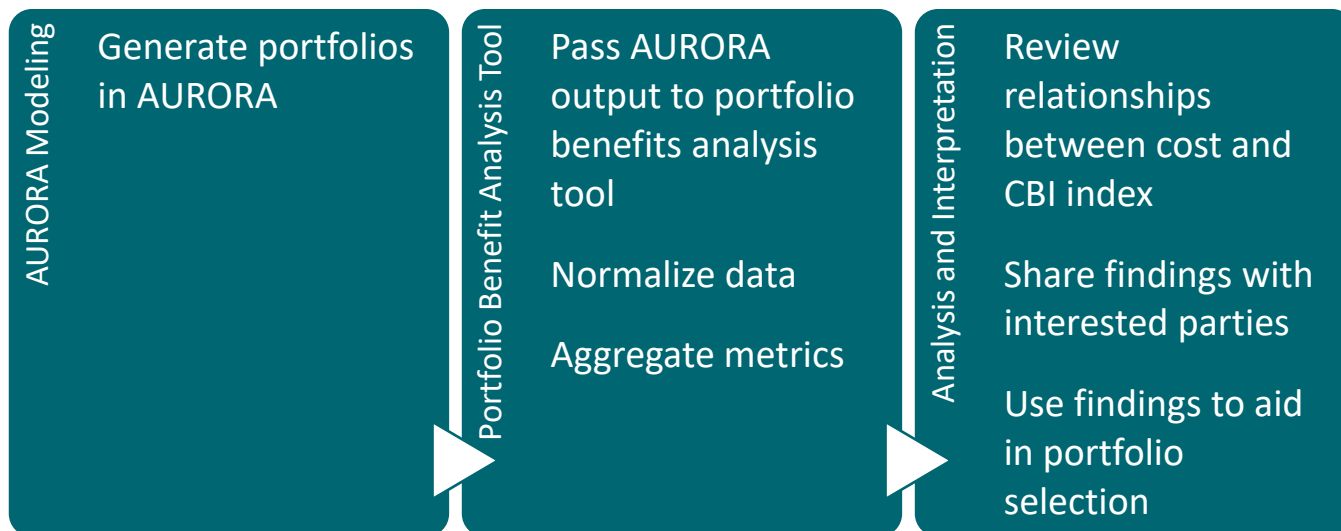 AURORA Modeling
Generate portfolios
in AURORA
Portfolio Benefit Analysis Tool
Pass AURORA
output to portfolio
benefits analysis
tool
Normalize data
Aggregate metrics
Analysis and Interpretation
Review
relationships
between cost and
CBI index
Share findings with
interested parties
Use findings to aid
in portfolio
selection